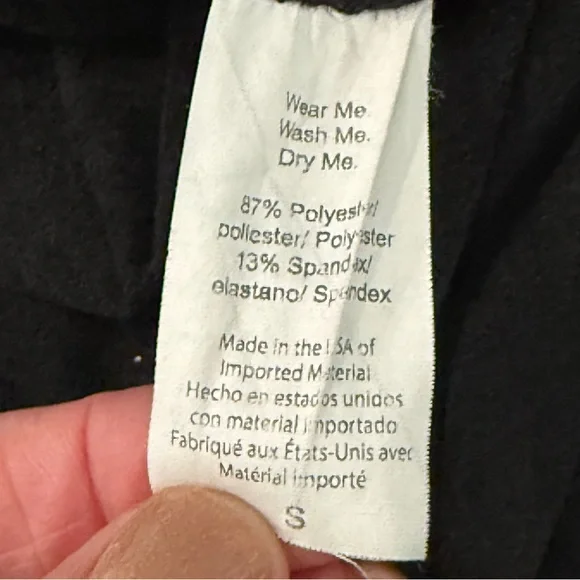 Wear Me.
Wash Me.
Dry Me.
87% Polyester/
poliester/ Polyester
13% Spandex/
elastano/ Spandex
Made in the USA of
Imported Material
Hecho en estados unidos
con material importado
Fabriqué aux États-Unis avec
Matérial importé
S